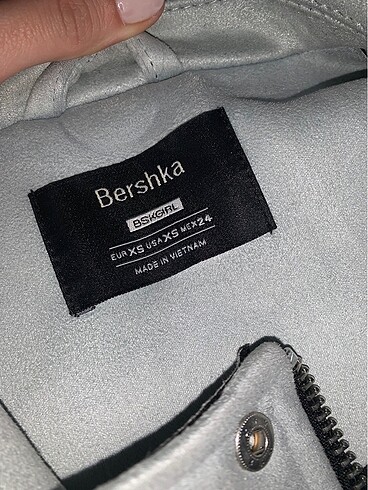 Bershka
BSKGIRL
EUR XS USA XS MEX 24
MADE IN VIETNAM